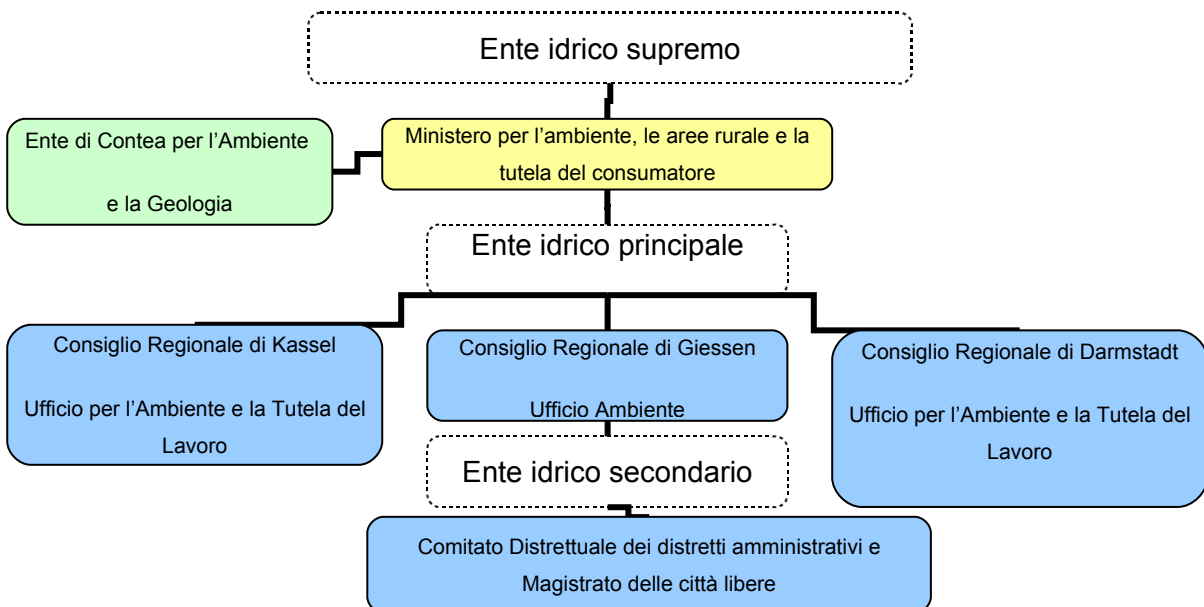 Ente idrico supremo
Ente di Contea per l’Ambiente
e la Geologia
Ministero per l’ambiente, le aree rurale e la
tutela del consumatore
Ente idrico principale
Consiglio Regionale di Kassel
Ufficio per l’Ambiente e la Tutela del
Lavoro
Consiglio Regionale di Giessen
Ufficio Ambiente
Consiglio Regionale di Darmstadt
Ufficio per l’Ambiente e la Tutela del
Lavoro
Ente idrico secondario
Comitato Distrettuale dei distretti amministrativi e
Magistrato delle città libere